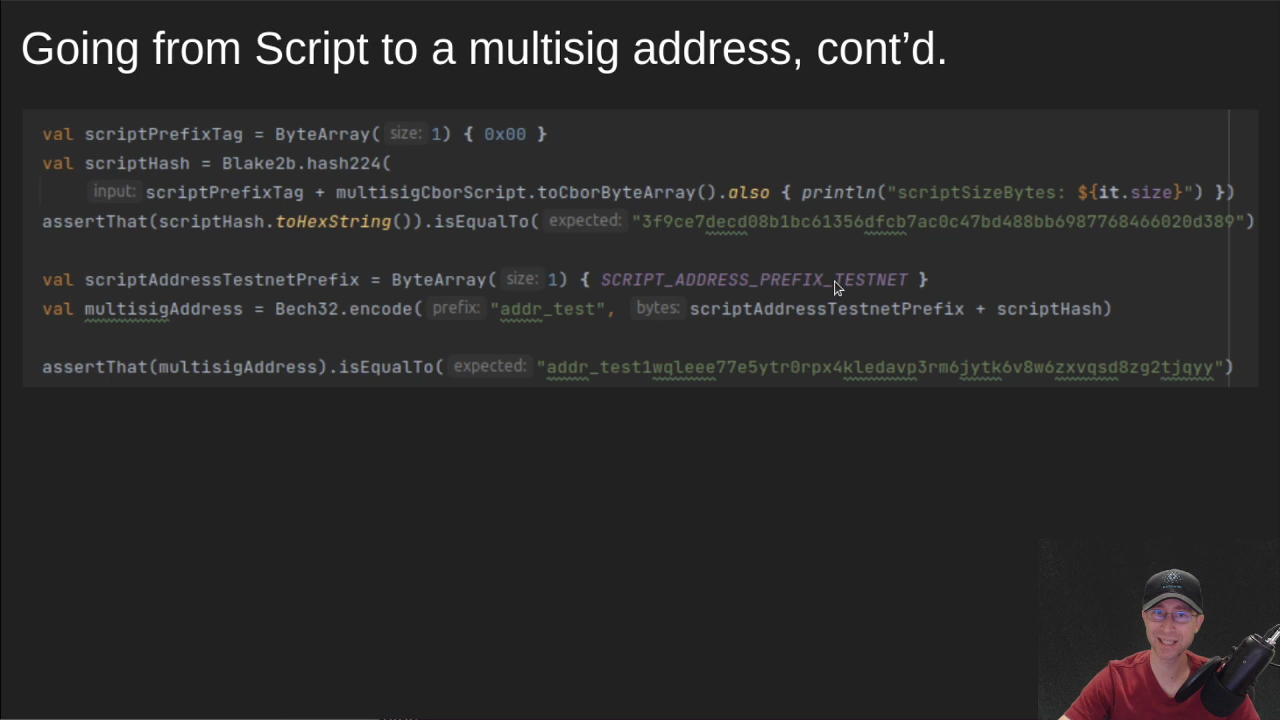 Going from Script to a multisig address, cont’d.
val scriptPrefixTag = ByteArray( size: 1) { 0x00 }
val scriptHash = Blake2b.hash224(
input: scriptPrefixTag + multisigCborScript.toCborByteArray().also { println("scriptSizeBytes: ${it.size}") })
assertThat(scriptHash.toHexString()).isEqualTo( expected: "3f9ce7decd08b1bc61356dfcb7ac0c47bd488bb6987768466020d389")
val scriptAddressTestnetPrefix = ByteArray( size: 1) { SCRIPT_ADDRESS_PREFIX_TESTNET }
val multisigAddress = Bech32.encode( prefix: "addr_test", bytes: scriptAddressTestnetPrefix + scriptHash)
assertThat(multisigAddress).isEqualTo( expected: "addr_test1wqleee77e5ytr0rpx4kledavp3rm6jytk6v8w6zxvqsd8zg2tjqyy")